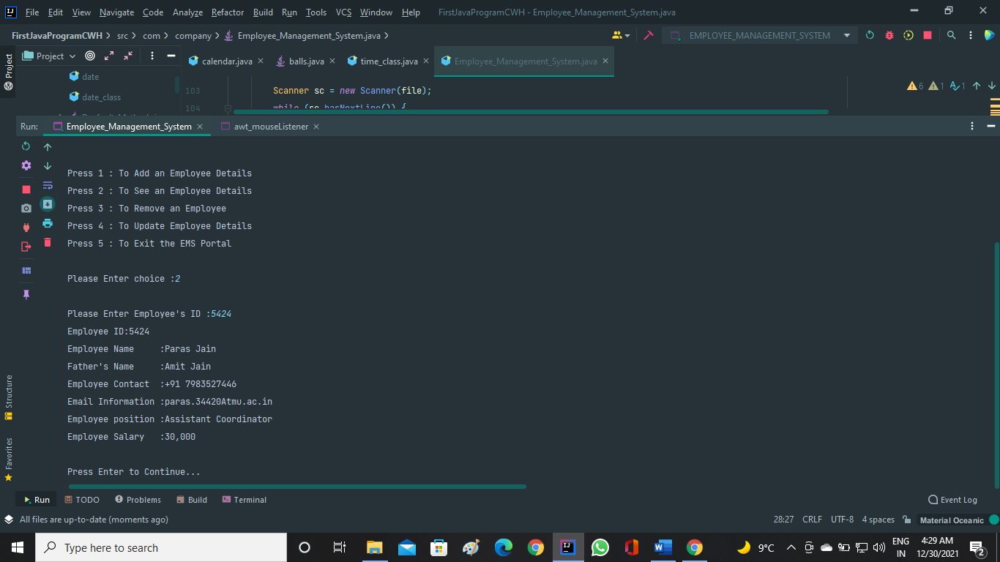 File Edit View Navigate Code Analyze Refactor Build Run Tools VCS Window Help FirstJavaProgramCWH - Employee_Management_System.java
FirstJavaProgramCWH src com company Employee_Management_System.java EMPLOYEE_MANAGEMENT_SYSTEM
Project Project calendar.java balls.java time_class.java Employee_Management_System.java
date
date_class
103 Scanner sc = new Scanner(file);
6 1 1
104 while (sc.hasNextLine()) {
Run: Employee_Management_System awt_mouseListener
Press 1 : To Add an Employee Details
Press 2 : To See an Employee Details
Press 3 : To Remove an Employee
Press 4 : To Update Employee Details
Press 5 : To Exit the EMS Portal
Please Enter choice :2
Please Enter Employee's ID :5424
Employee ID:5424
Employee Name     :Paras Jain
Father's Name     :Amit Jain
Employee Contact  :+91 7983527446
Email Information :paras.34420Atmu.ac.in
Employee position :Assistant Coordinator
Employee Salary   :30,000
Press Enter to Continue...
Structure
Favorites
Run TODO Problems Build Terminal Event Log
All files are up-to-date (moments ago) 28:27 CRLF UTF-8 4 spaces Material Oceanic
Type here to search 9°C ENG IN 4:29 AM 12/30/2021 2